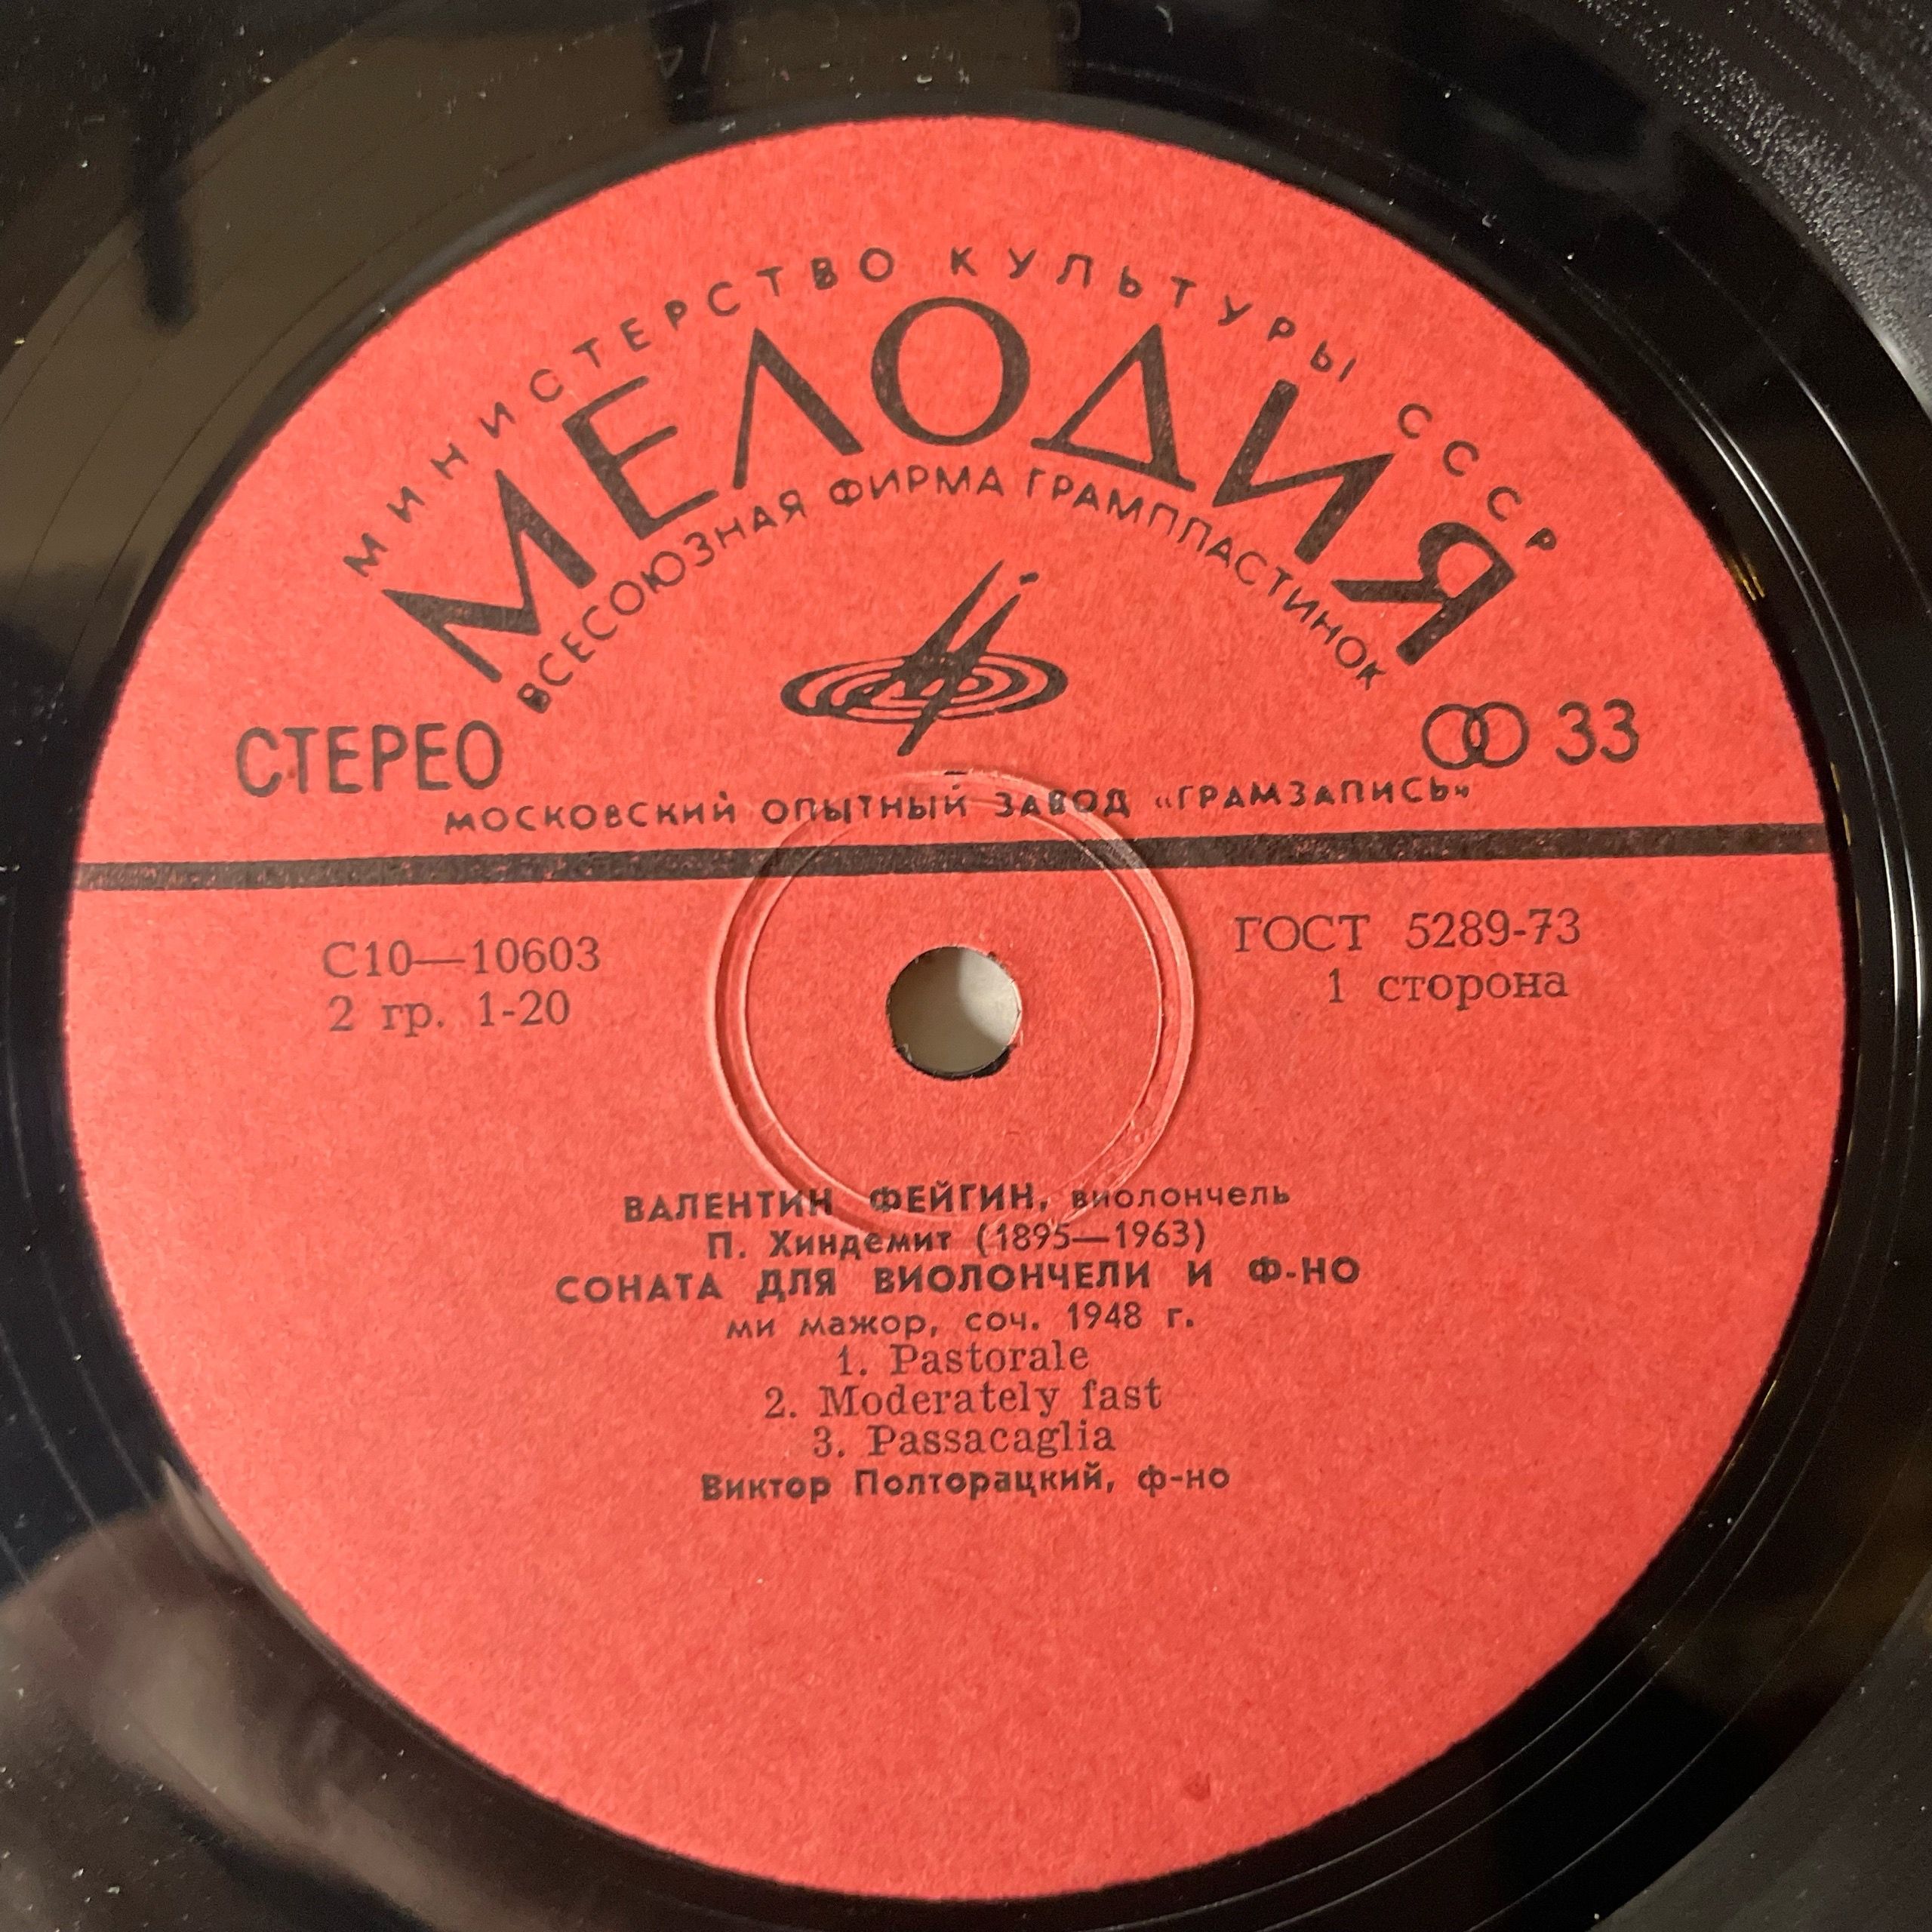 МИНИСТЕРСТВО КУЛЬТУРЫ СССР
МЕЛОДИЯ
ВСЕСОЮЗНАЯ ФИРМА ГРАМПЛАСТИНОК
СТЕРЕО
33
МОСКОВСКИЙ ОПЫТНЫЙ ЗАВОД «ГРАМЗАПИСЬ»
С10—10603
ГОСТ 5289-73
2 гр. 1-20
1 сторона
ВАЛЕНТИН ФЕЙГИН, виолончель
П. Хиндемит (1895—1963)
СОНАТА ДЛЯ ВИОЛОНЧЕЛИ И Ф-НО
ми мажор, соч. 1948 г.
1. Pastorale
2. Moderately fast
3. Passacaglia
Виктор Полторацкий, ф-но